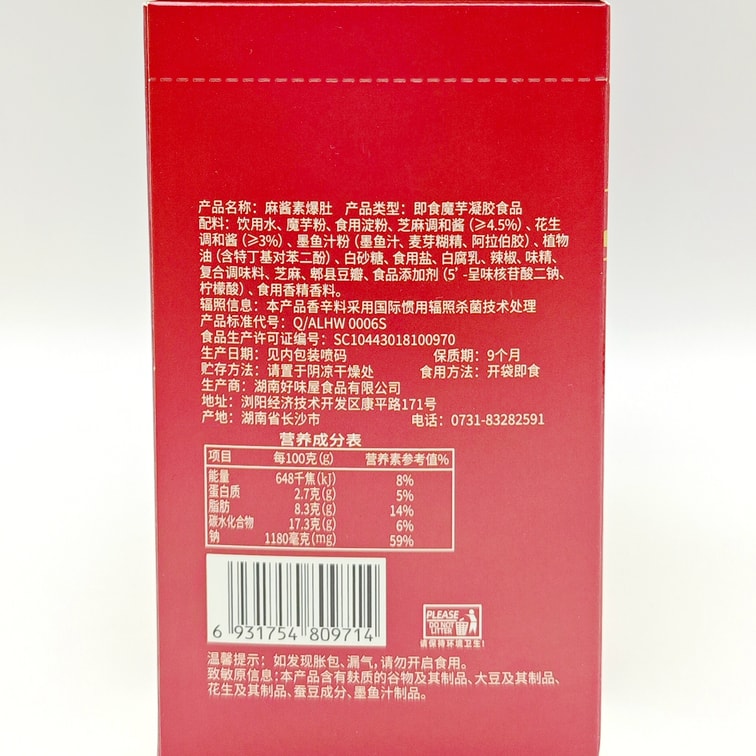 产品名称：麻酱素爆肚 产品类型：即食魔芋凝胶食品
配料：饮用水、魔芋粉、食用淀粉、芝麻调和酱（≥4.5%）、花生
调和酱（≥3%）、墨鱼汁粉（墨鱼汁、麦芽糊精、阿拉伯胶）、植物
油（含特丁基对苯二酚）、白砂糖、食用盐、白腐乳、辣椒、味精、
复合调味料、芝麻、郫县豆瓣、食品添加剂（5’-呈味核苷酸二钠、
柠檬酸）、食用香精香料。
辐照信息：本产品香辛料采用国际惯用辐照杀菌技术处理
产品标准代号：Q/ALHW 0006S
食品生产许可证编号：SC10443018100970
生产日期：见内包装喷码 保质期：9个月
贮存方法：请置于阴凉干燥处 食用方法：开袋即食
生产商：湖南好味屋食品有限公司
地址：浏阳经济技术开发区康平路171号
产地：湖南省长沙市 电话：0731-83282591
营养成分表
项目 每100克(g) 营养素参考值%
能量 648千焦(kJ) 8%
蛋白质 2.7克(g) 5%
脂肪 8.3克(g) 14%
碳水化合物 17.3克(g) 6%
钠 1180毫克(mg) 59%
6 931754 809714
PLEASE
DO NOT
LITTER
请保持环境卫生!
温馨提示：如发现胀包、漏气，请勿开启食用。
致敏原信息：本产品含有麸质的谷物及其制品、大豆及其制品、
花生及其制品、蚕豆成分、墨鱼汁制品。